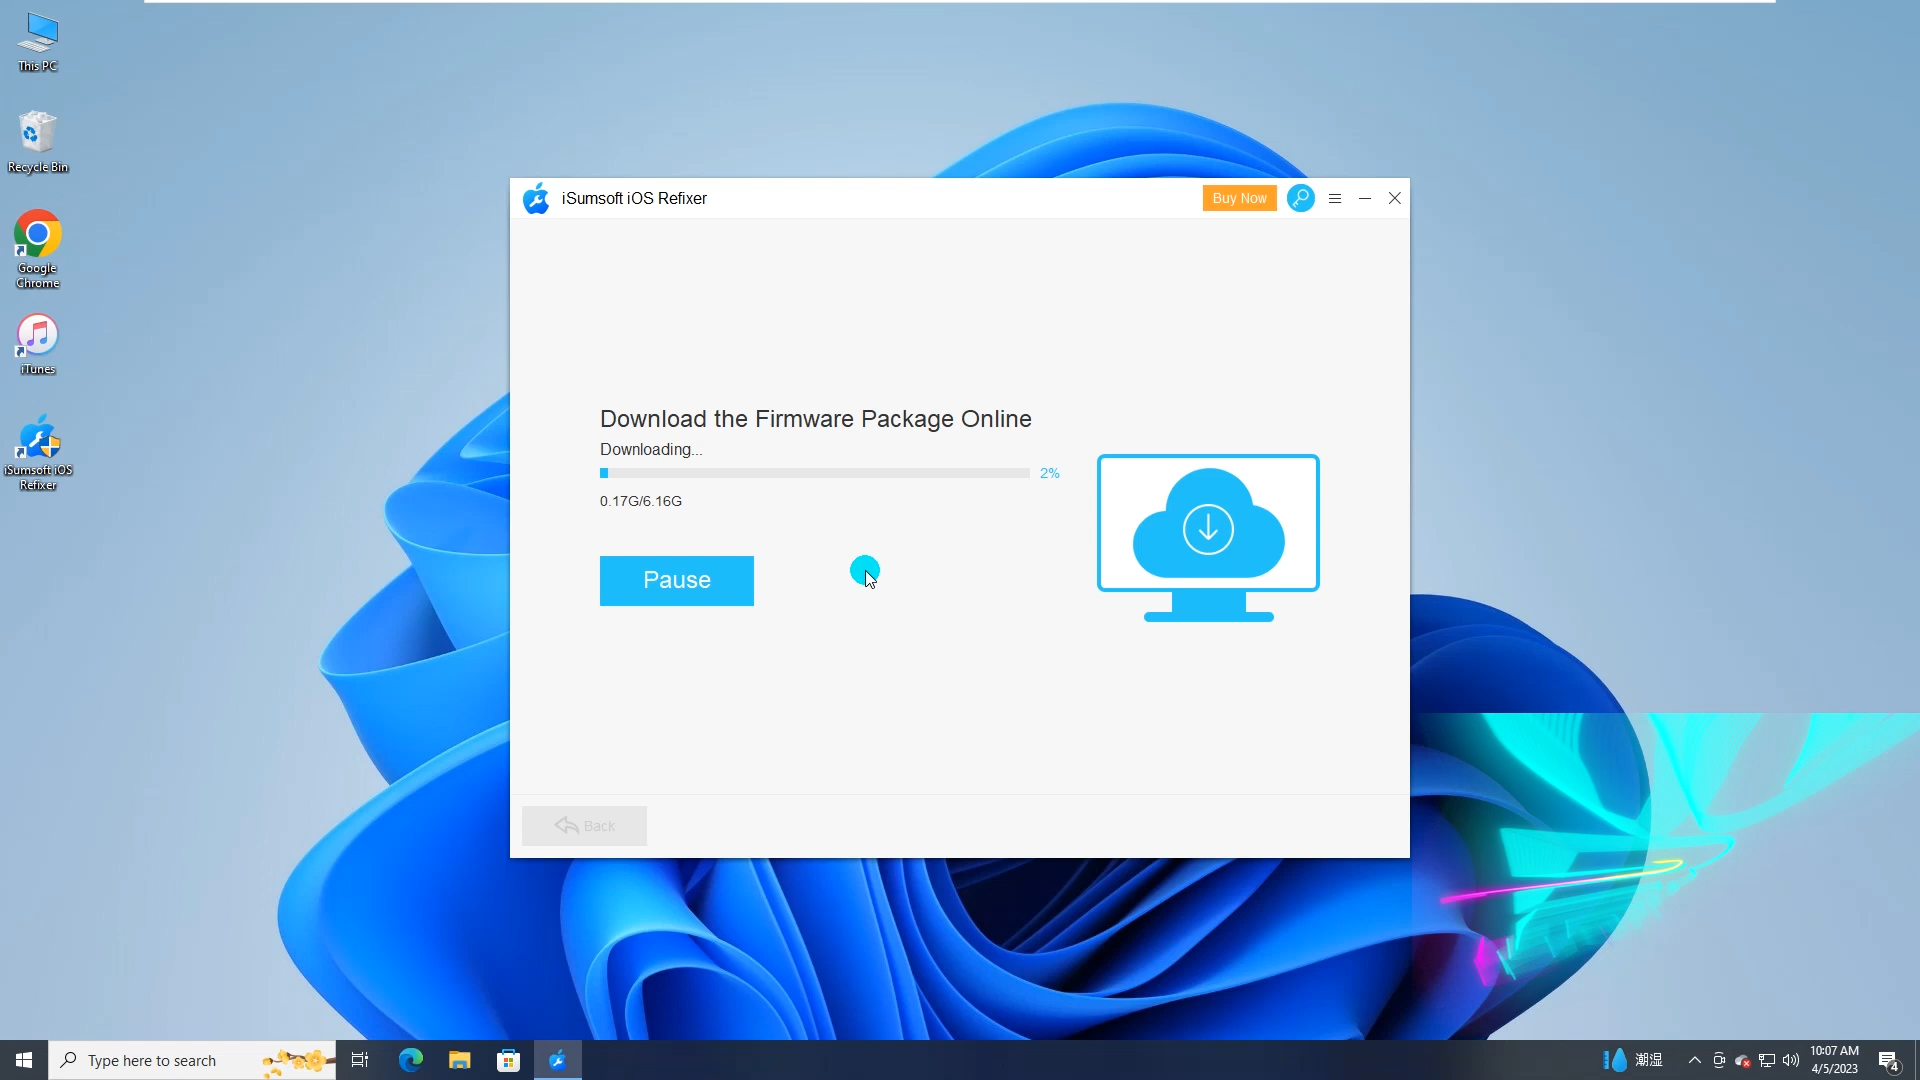 This PC
Recycle Bin
Google
Chrome
iTunes
iSumsoft iOS
Refixer
iSumsoft iOS Refixer
Buy Now
Download the Firmware Package Online
Downloading...
2%
0.17G/6.16G
Pause
Back
Type here to search
潮湿
10:07 AM
4/5/2023
4